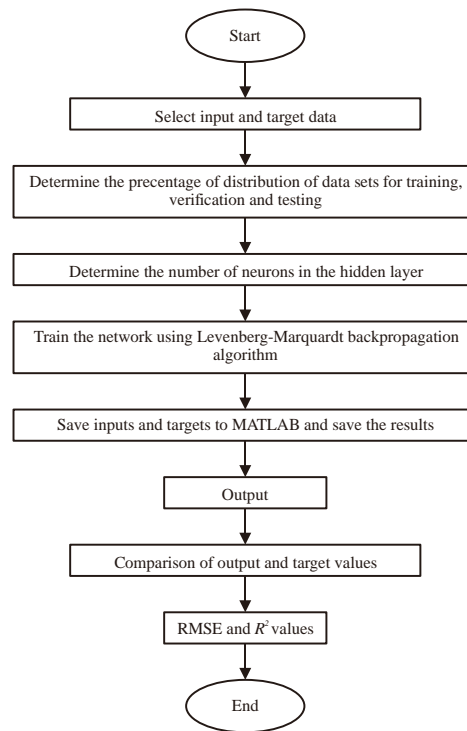 Start
Select input and target data
Determine the precentage of distribution of data sets for training,
verification and testing
Determine the number of neurons in the hidden layer
Train the network using Levenberg-Marquardt backpropagation
algorithm
Save inputs and targets to MATLAB and save the results
Output
Comparison of output and target values
RMSE and R² values
End